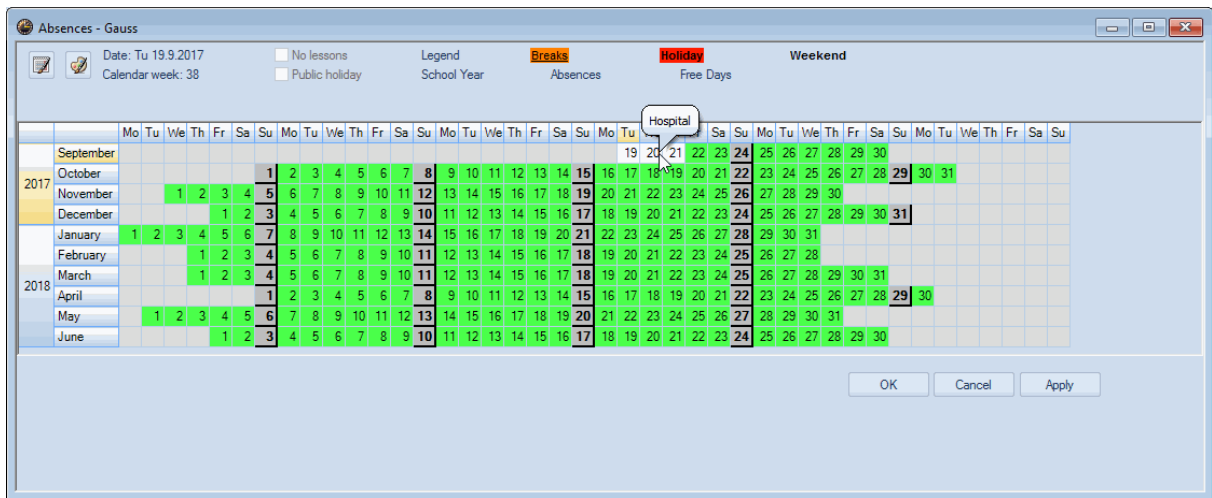 Absences - Gauss
Date: Tu 19.9.2017 No lessons Legend Breaks Holiday Weekend
Calendar week: 38 Public holiday School Year Absences Free Days
Hospital
Mo Tu We Th Fr Sa Su Mo Tu We Th Fr Sa Su Mo Tu We Th Fr Sa Su Mo Tu Sa Su Mo Tu We Th Fr Sa Su Mo Tu We Th Fr Sa Su
September 19 20 21 22 23 24 25 26 27 28 29 30
2017 October 1 2 3 4 5 6 7 8 9 10 11 12 13 14 15 16 17 18 19 20 21 22 23 24 25 26 27 28 29 30 31
November 1 2 3 4 5 6 7 8 9 10 11 12 13 14 15 16 17 18 19 20 21 22 23 24 25 26 27 28 29 30
December 1 2 3 4 5 6 7 8 9 10 11 12 13 14 15 16 17 18 19 20 21 22 23 24 25 26 27 28 29 30 31
January 1 2 3 4 5 6 7 8 9 10 11 12 13 14 15 16 17 18 19 20 21 22 23 24 25 26 27 28 29 30 31
February 1 2 3 4 5 6 7 8 9 10 11 12 13 14 15 16 17 18 19 20 21 22 23 24 25 26 27 28
2018 March 1 2 3 4 5 6 7 8 9 10 11 12 13 14 15 16 17 18 19 20 21 22 23 24 25 26 27 28 29 30 31
April 1 2 3 4 5 6 7 8 9 10 11 12 13 14 15 16 17 18 19 20 21 22 23 24 25 26 27 28 29 30
May 1 2 3 4 5 6 7 8 9 10 11 12 13 14 15 16 17 18 19 20 21 22 23 24 25 26 27 28 29 30 31
June 1 2 3 4 5 6 7 8 9 10 11 12 13 14 15 16 17 18 19 20 21 22 23 24 25 26 27 28 29 30
OK Cancel Apply